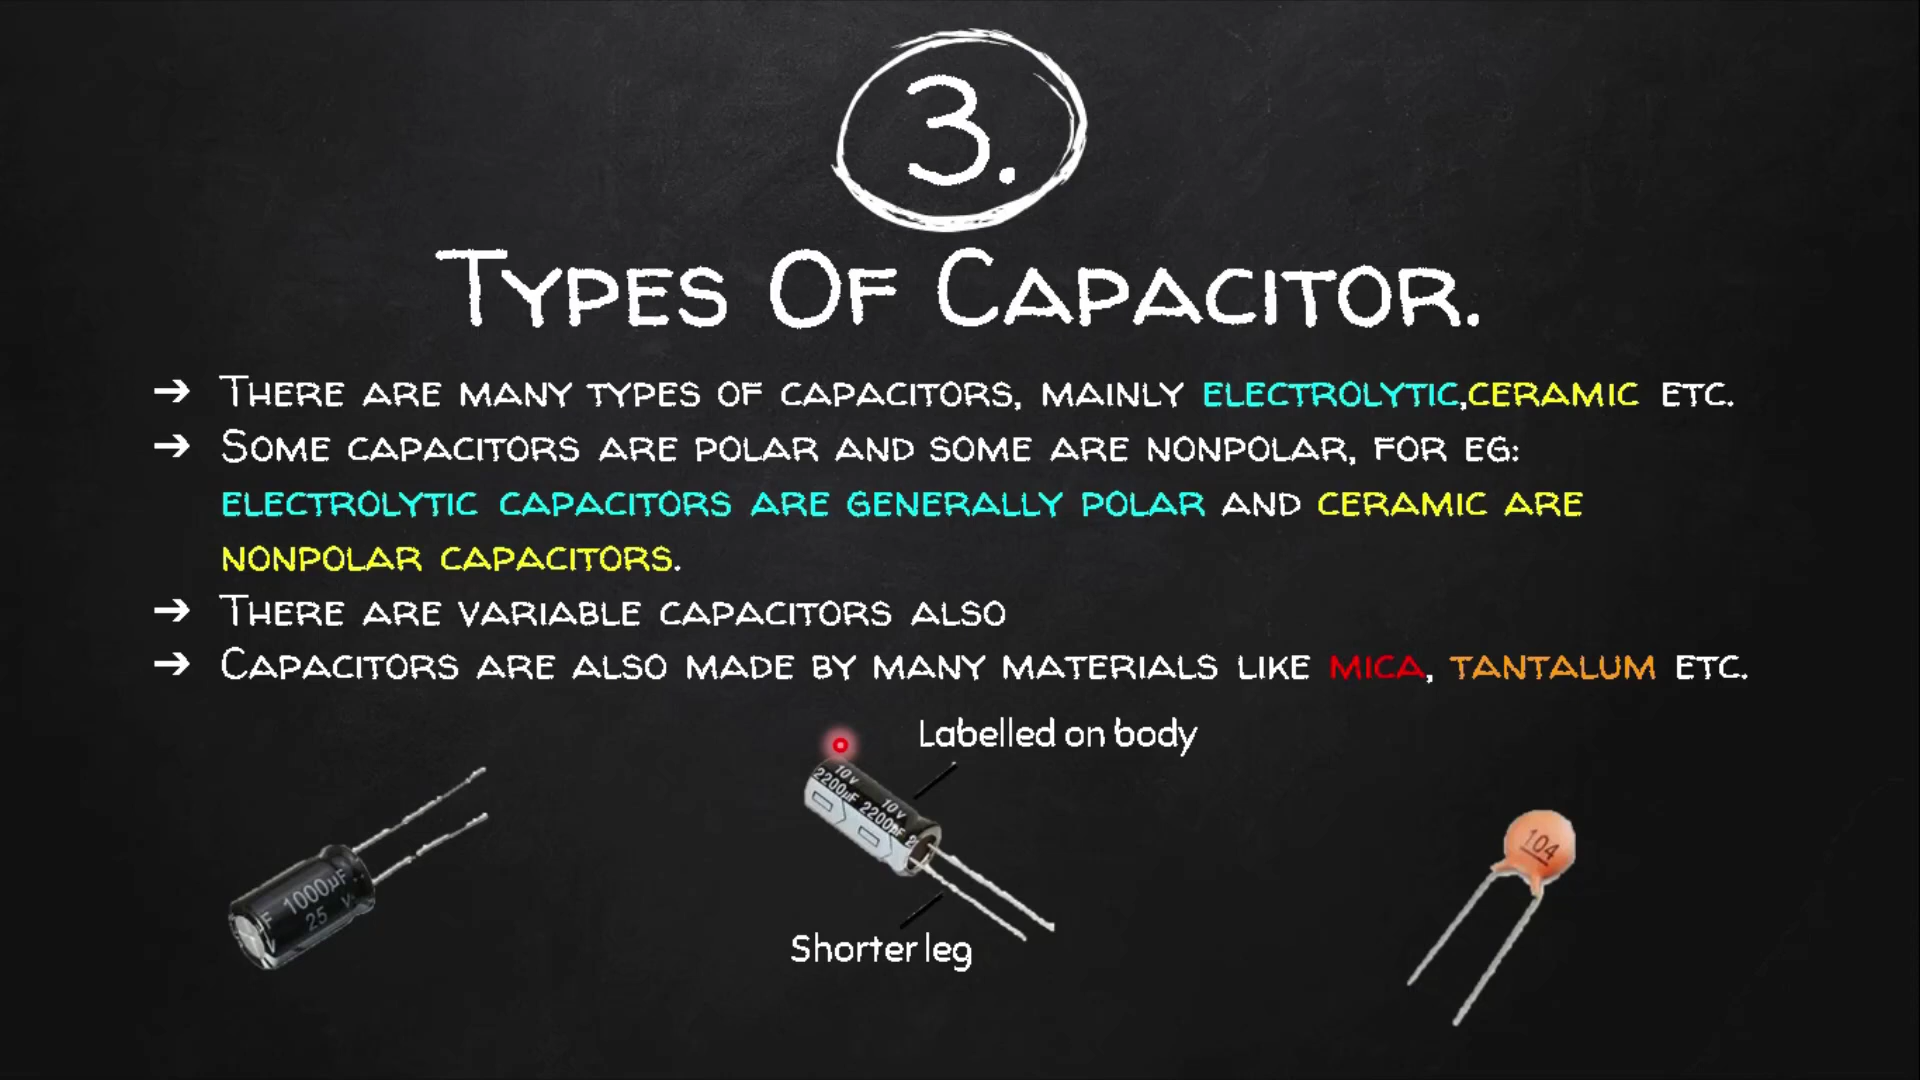 3.
Types Of Capacitor.
➔ There are many types of capacitors, mainly electrolytic,ceramic etc.
➔ Some capacitors are polar and some are nonpolar, for eg:
electrolytic capacitors are generally polar and ceramic are
nonpolar capacitors.
➔ There are variable capacitors also
➔ Capacitors are also made by many materials like mica, tantalum etc.
Labelled on body
10v
2200µF
10v
2200µF
1000µF
25 V
104
Shorter leg